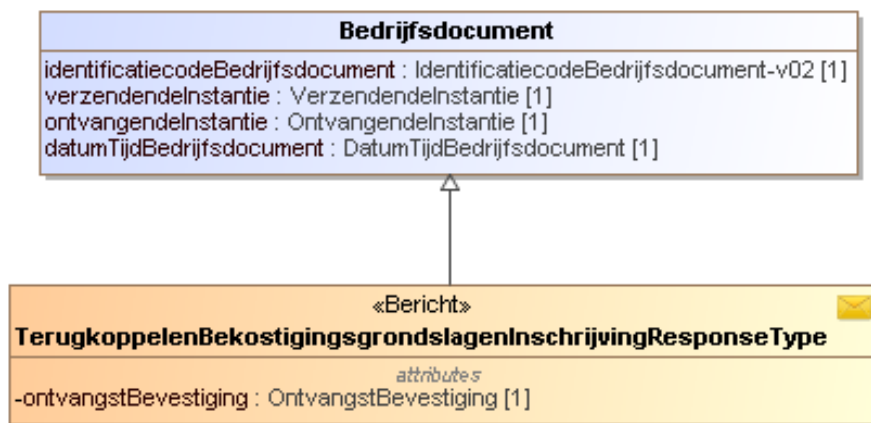 Bedrijfsdocument
identificatiecodeBedrijfsdocument : IdentificatiecodeBedrijfsdocument-v02 [1]
verzendendeInstantie : VerzendendeInstantie [1]
ontvangendeInstantie : OntvangendeInstantie [1]
datumTijdBedrijfsdocument : DatumTijdBedrijfsdocument [1]
«Bericht»
TerugkoppelenBekostigingsgrondslagenInschrijvingResponseType
attributes
-ontvangstBevestiging : OntvangstBevestiging [1]